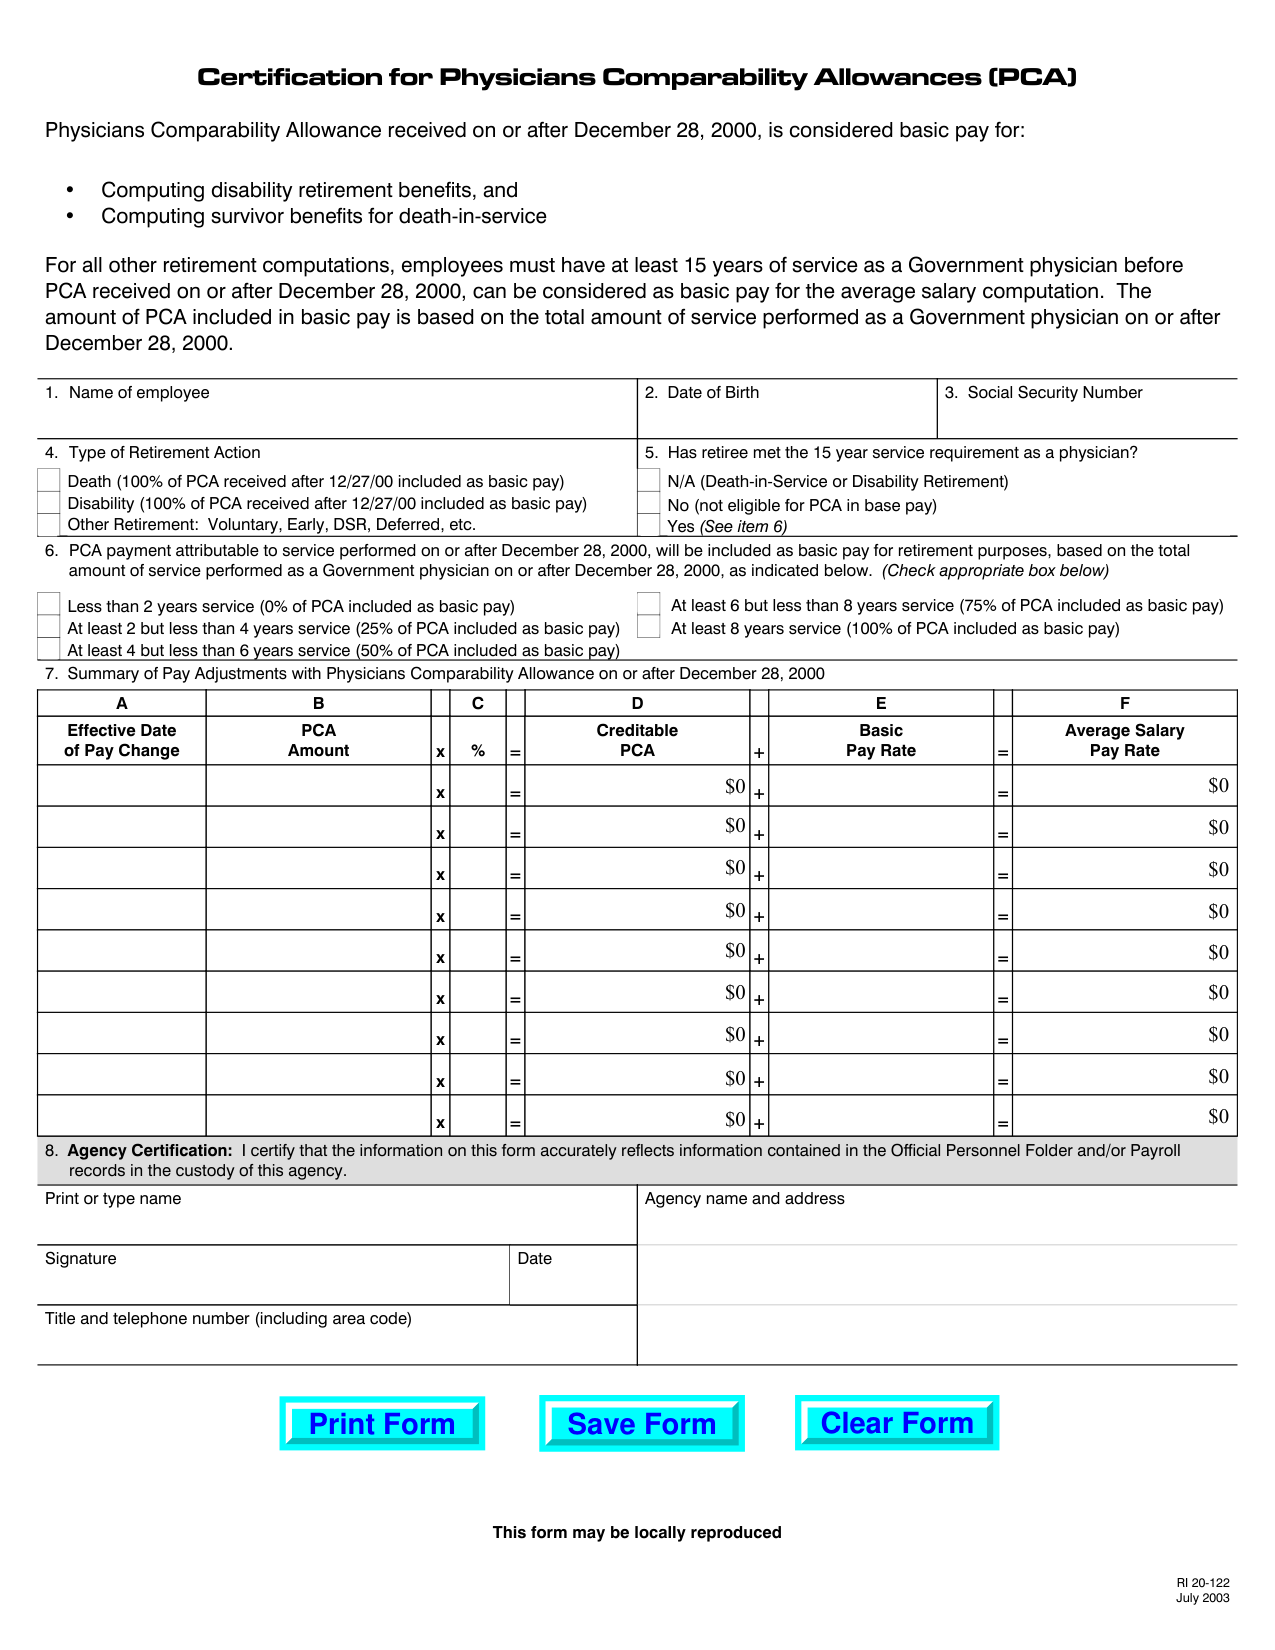 Certification for Physicians Comparability Allowances (PCA)
Physicians Comparability Allowance received on or after December 28, 2000, is considered basic pay for:
• Computing disability retirement benefits, and
• Computing survivor benefits for death-in-service
For all other retirement computations, employees must have at least 15 years of service as a Government physician before
PCA received on or after December 28, 2000, can be considered as basic pay for the average salary computation. The
amount of PCA included in basic pay is based on the total amount of service performed as a Government physician on or after
December 28, 2000.
1. Name of employee
2. Date of Birth
3. Social Security Number
4. Type of Retirement Action
Death (100% of PCA received after 12/27/00 included as basic pay)
Disability (100% of PCA received after 12/27/00 included as basic pay)
Other Retirement: Voluntary, Early, DSR, Deferred, etc.
5. Has retiree met the 15 year service requirement as a physician?
N/A (Death-in-Service or Disability Retirement)
No (not eligible for PCA in base pay)
Yes (See item 6)
6. PCA payment attributable to service performed on or after December 28, 2000, will be included as basic pay for retirement purposes, based on the total
amount of service performed as a Government physician on or after December 28, 2000, as indicated below. (Check appropriate box below)
Less than 2 years service (0% of PCA included as basic pay)
At least 2 but less than 4 years service (25% of PCA included as basic pay)
At least 4 but less than 6 years service (50% of PCA included as basic pay)
At least 6 but less than 8 years service (75% of PCA included as basic pay)
At least 8 years service (100% of PCA included as basic pay)
7. Summary of Pay Adjustments with Physicians Comparability Allowance on or after December 28, 2000
A B C D E F
Effective Date PCA Creditable Basic Average Salary
of Pay Change Amount x % = PCA + Pay Rate = Pay Rate
x = $0 + = $0
x = $0 + = $0
x = $0 + = $0
x = $0 + = $0
x = $0 + = $0
x = $0 + = $0
x = $0 + = $0
x = $0 + = $0
x = $0 + = $0
8. Agency Certification: I certify that the information on this form accurately reflects information contained in the Official Personnel Folder and/or Payroll
records in the custody of this agency.
Print or type name
Agency name and address
Signature
Date
Title and telephone number (including area code)
Print Form
Save Form
Clear Form
This form may be locally reproduced
RI 20-122
July 2003